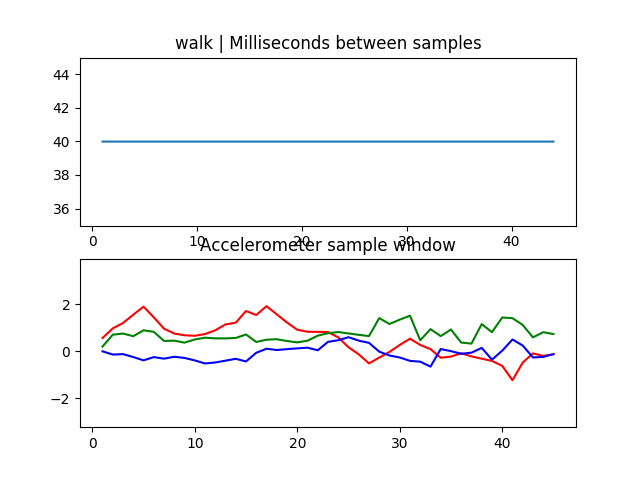 walk | Milliseconds between samples
44
42
40
38
36
0 10 20 30 40
Accelerometer sample window
2
0
−2
0 10 20 30 40